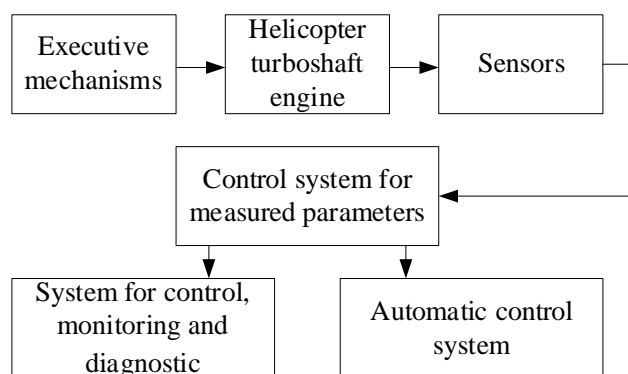 Executive
mechanisms
Helicopter
turboshaft
engine
Sensors
Control system for
measured parameters
System for control,
monitoring and
diagnostic
Automatic control
system